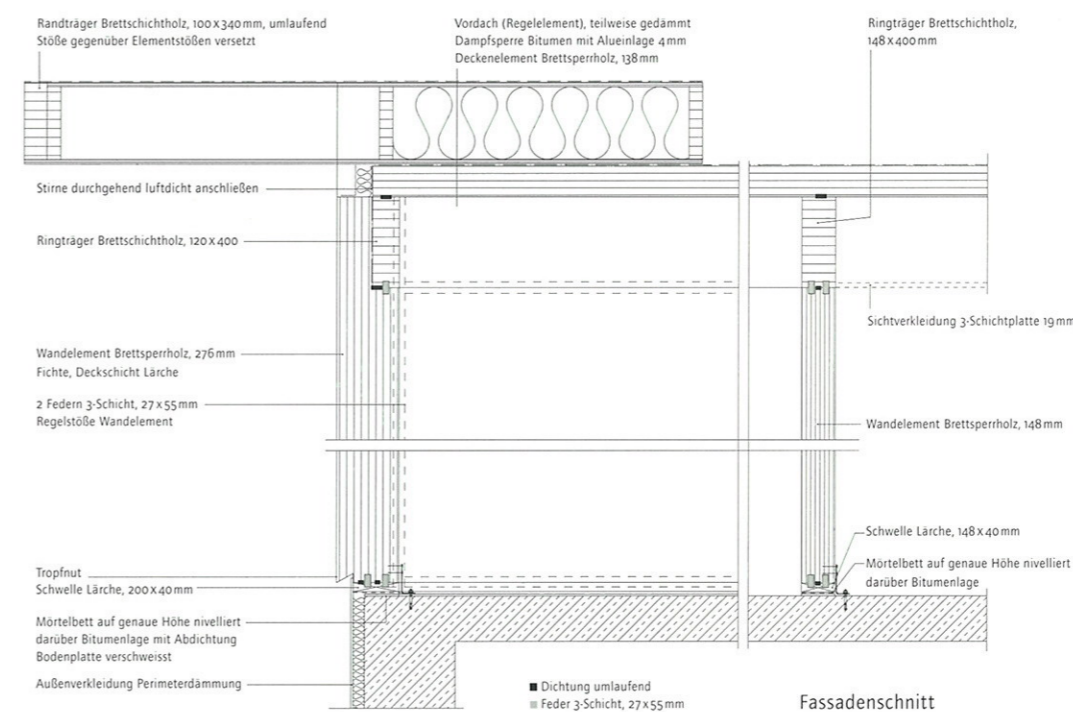 Randträger Brettschichtholz, 100 x 340 mm, umlaufend
Stöße gegenüber Elementstößen versetzt
Vordach (Regelelement), teilweise gedämmt
Dampfsperre Bitumen mit Alueinlage 4 mm
Deckenelement Brettsperrholz, 138 mm
Ringträger Brettschichtholz,
148 x 400 mm
Stirne durchgehend luftdicht anschließen
Ringträger Brettschichtholz, 120 x 400
Sichtverkleidung 3-Schichtplatte 19 mm
Wandelement Brettsperrholz, 276 mm
Fichte, Deckschicht Lärche
2 Federn 3-Schicht, 27 x 55 mm
Regelstöße Wandelement
Wandelement Brettsperrholz, 148 mm
Schwelle Lärche, 148 x 40 mm
Mörtelbett auf genaue Höhe nivelliert
darüber Bitumenlage
Tropfnut
Schwelle Lärche, 200 x 40 mm
Mörtelbett auf genaue Höhe nivelliert
darüber Bitumenlage mit Abdichtung
Bodenplatte verschweisst
Außenverkleidung Perimeterdämmung
Dichtung umlaufend
Feder 3-Schicht, 27 x 55 mm
Fassadenschnitt